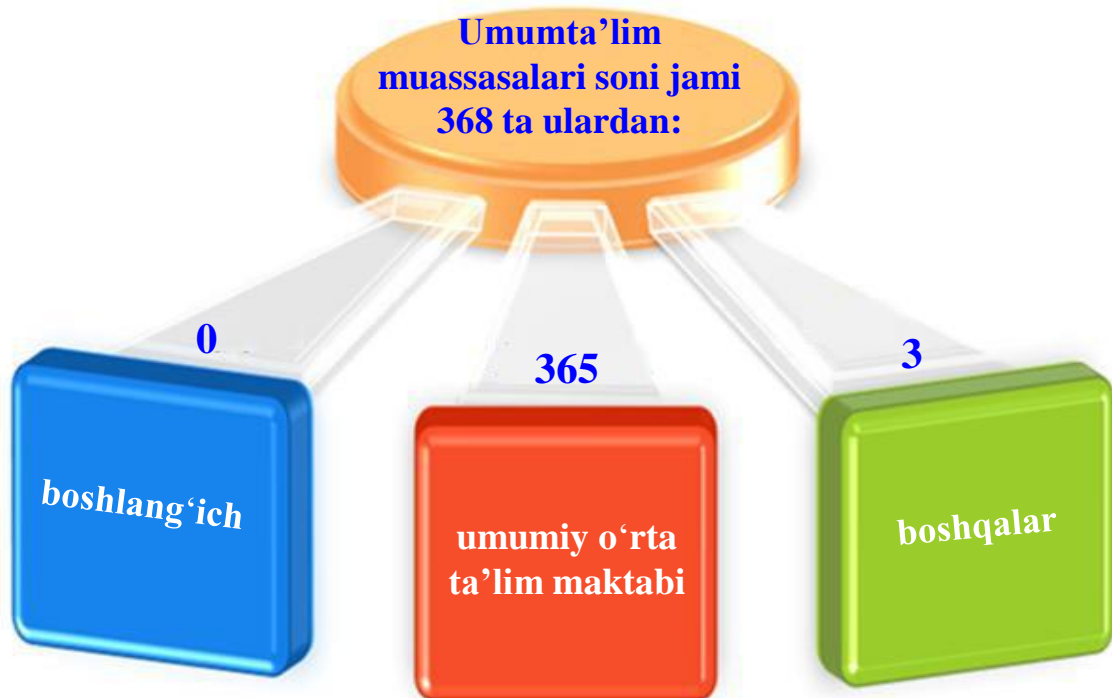 Umumta’lim
muassasalari soni jami
368 ta ulardan:
0
365
3
boshlang‘ich
umumiy o‘rta
ta’lim maktabi
boshqalar